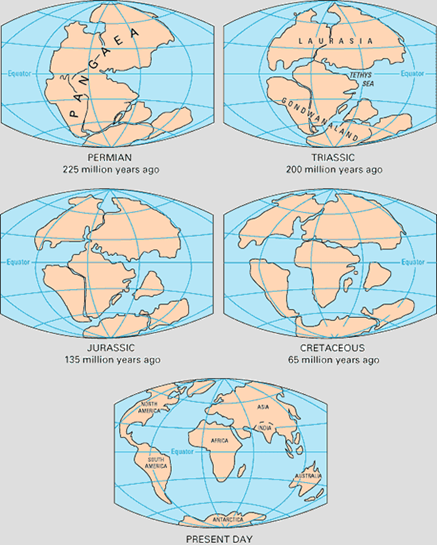 Equator
PANGAEA
PERMIAN
225 million years ago
LAURASIA
Equator
TETHYS
SEA
GONDWANALAND
TRIASSIC
200 million years ago
Equator
JURASSIC
135 million years ago
Equator
CRETACEOUS
65 million years ago
NORTH
AMERICA
ASIA
INDIA
AFRICA
Equator
SOUTH
AMERICA
AUSTRALIA
ANTARCTICA
PRESENT DAY